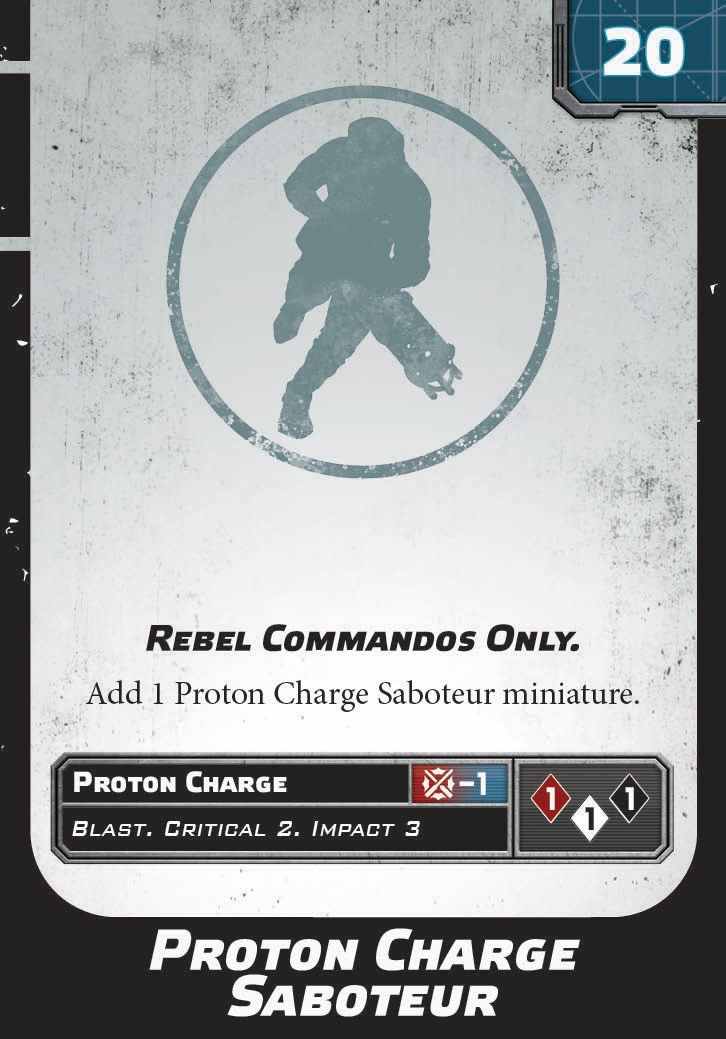 20
Rebel Commandos Only.
Add 1 Proton Charge Saboteur miniature.
Proton Charge
-1
Blast. Critical 2. Impact 3
1 1 1
Proton Charge
Saboteur